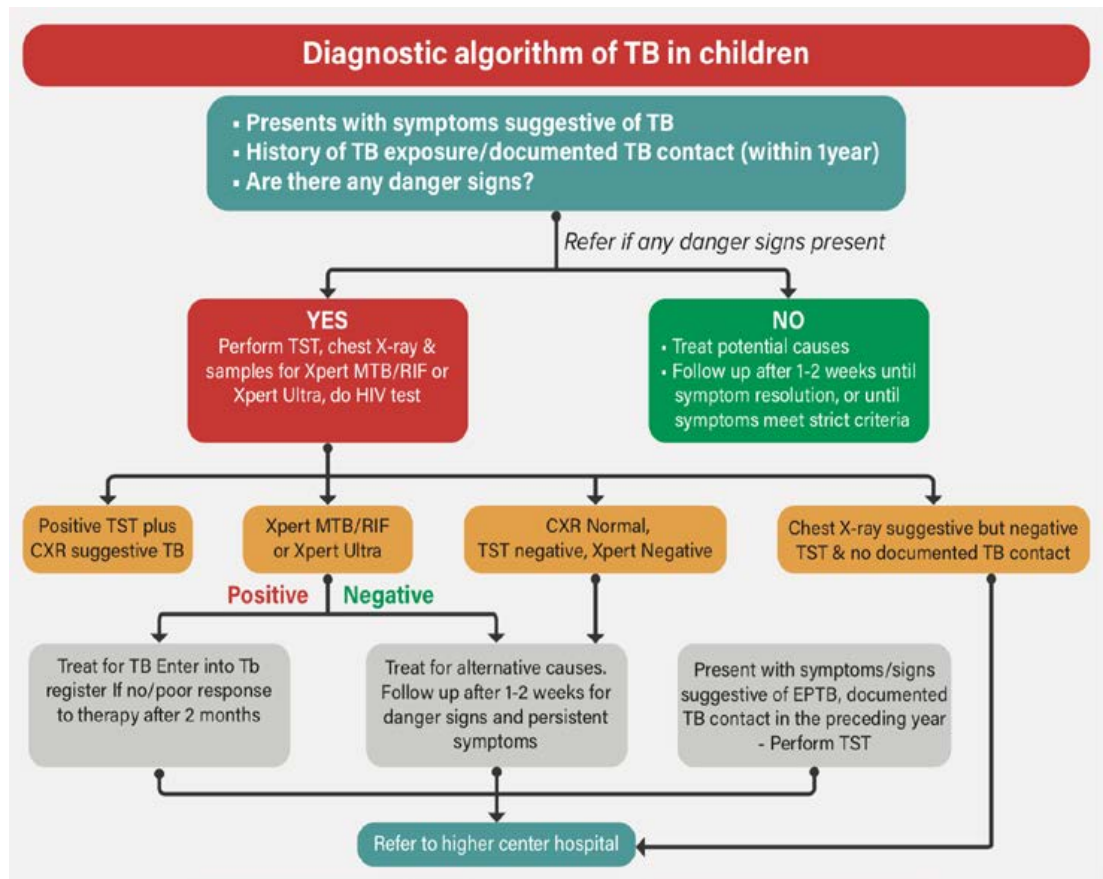 Diagnostic algorithm of TB in children
▪ Presents with symptoms suggestive of TB
▪ History of TB exposure/documented TB contact (within 1year)
▪ Are there any danger signs?
Refer if any danger signs present
YES
Perform TST, chest X-ray &
samples for Xpert MTB/RIF or
Xpert Ultra, do HIV test
NO
• Treat potential causes
• Follow up after 1-2 weeks until
symptom resolution, or until
symptoms meet strict criteria
Positive TST plus
CXR suggestive TB
Xpert MTB/RIF
or Xpert Ultra
CXR Normal,
TST negative, Xpert Negative
Chest X-ray suggestive but negative
TST & no documented TB contact
Positive
Negative
Treat for TB Enter into Tb
register If no/poor response
to therapy after 2 months
Treat for alternative causes.
Follow up after 1-2 weeks for
danger signs and persistent
symptoms
Present with symptoms/signs
suggestive of EPTB, documented
TB contact in the preceding year
- Perform TST
Refer to higher center hospital